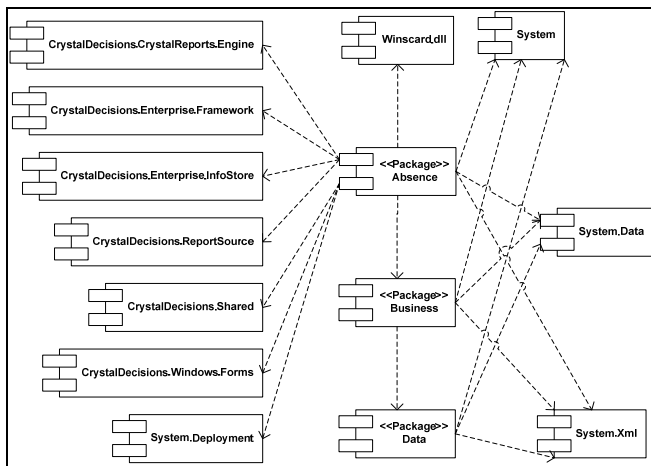 CrystalDecisions.CrystalReports.Engine
CrystalDecisions.Enterprise.Framework
CrystalDecisions.Enterprise.InfoStore
CrystalDecisions.ReportSource
CrystalDecisions.Shared
CrystalDecisions.Windows.Forms
System.Deployment
Winscard.dll
<<Package>>
Absence
<<Package>>
Business
<<Package>>
Data
System
System.Data
System.Xml